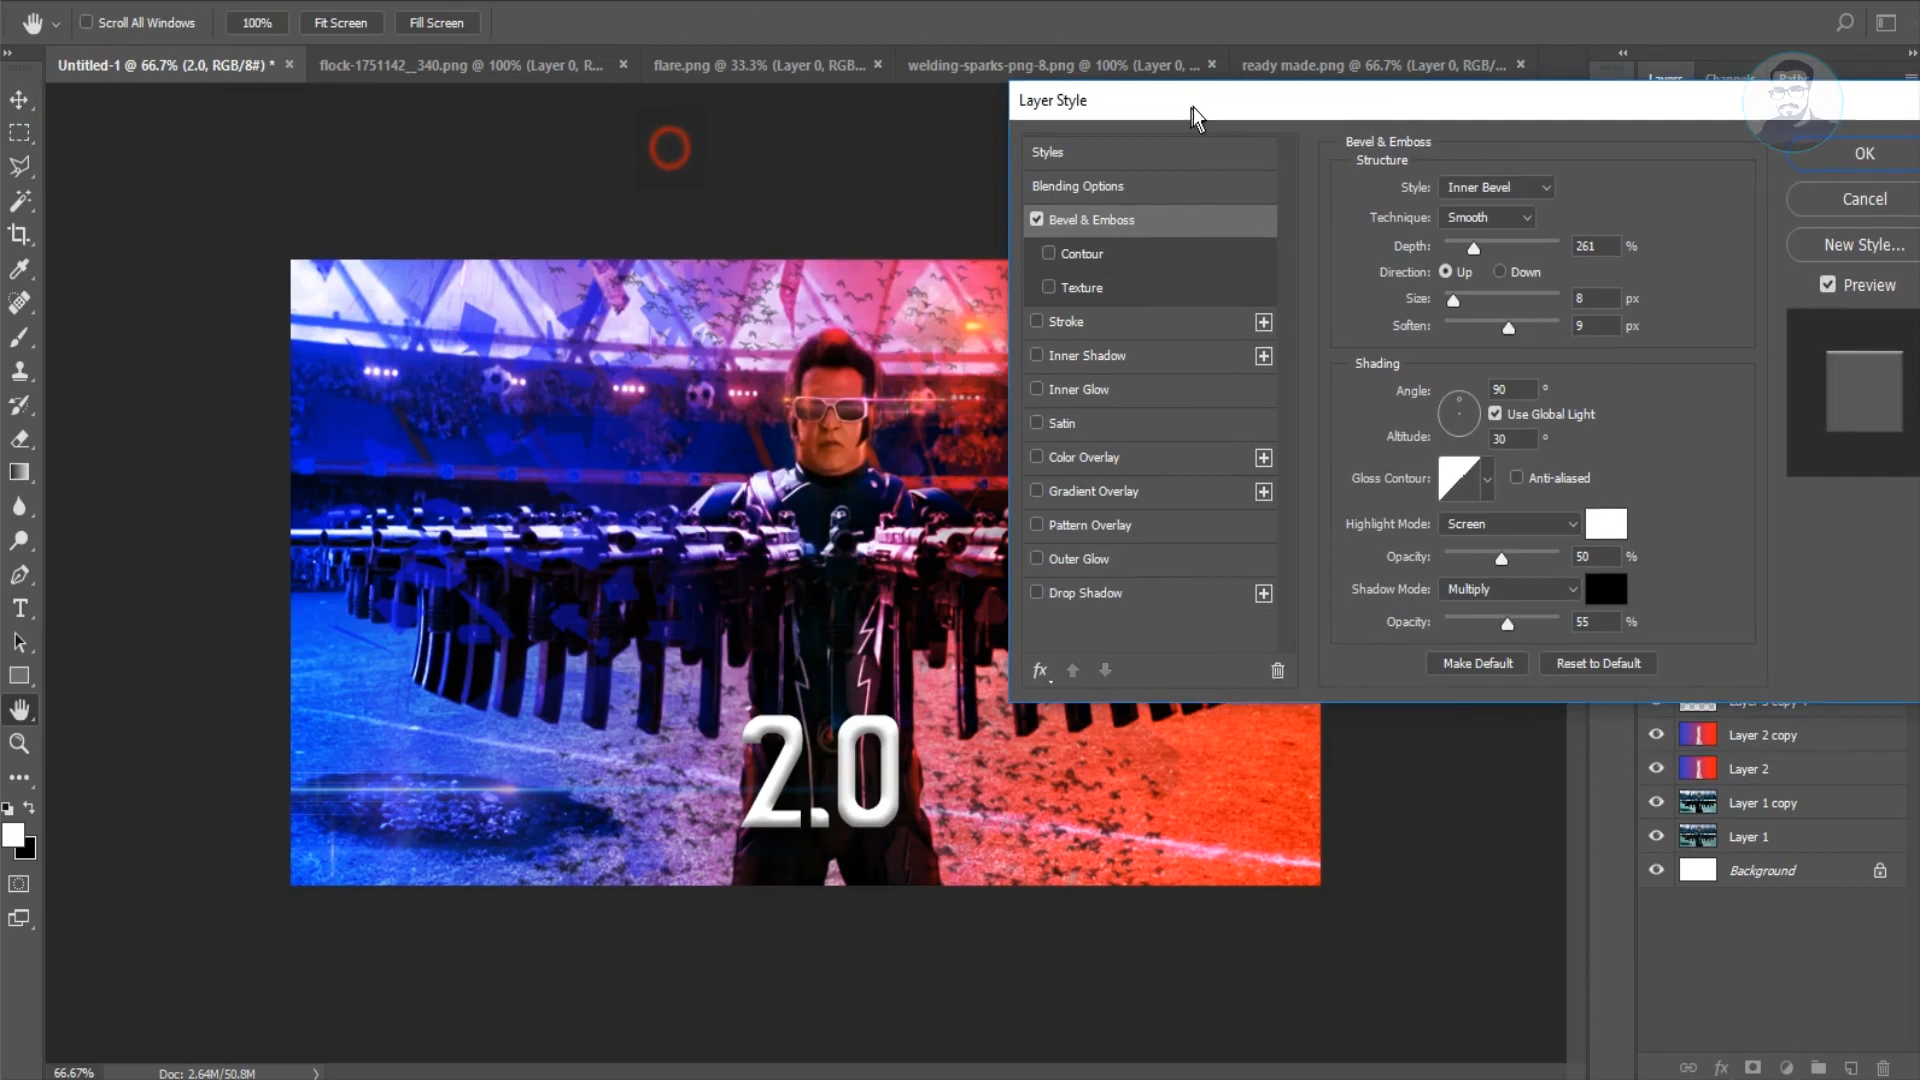 Scroll All Windows 100% Fit Screen Fill Screen
Untitled-1 @ 66.7% (2.0, RGB/8#) * flock-1751142__340.png @ 100% (Layer 0, R... flare.png @ 33.3% (Layer 0, RGB... welding-sparks-png-8.png @ 100% (Layer 0, ... ready made.png @ 66.7% (Layer 0, RGB/...
Layers Channels Paths
Layer Style
Styles
Blending Options
Bevel & Emboss
Contour
Texture
Stroke
Inner Shadow
Inner Glow
Satin
Color Overlay
Gradient Overlay
Pattern Overlay
Outer Glow
Drop Shadow
fx
Bevel & Emboss
Structure
Style: Inner Bevel
Technique: Smooth
Depth: 261 %
Direction: Up Down
Size: 8 px
Soften: 9 px
Shading
Angle: 90 °
Use Global Light
Altitude: 30 °
Gloss Contour: Anti-aliased
Highlight Mode: Screen
Opacity: 50 %
Shadow Mode: Multiply
Opacity: 55 %
Make Default Reset to Default
OK
Cancel
New Style...
Preview
2.0
Layer 2 copy
Layer 2
Layer 1 copy
Layer 1
Background
fx
66.67% Doc: 2.64M/50.8M